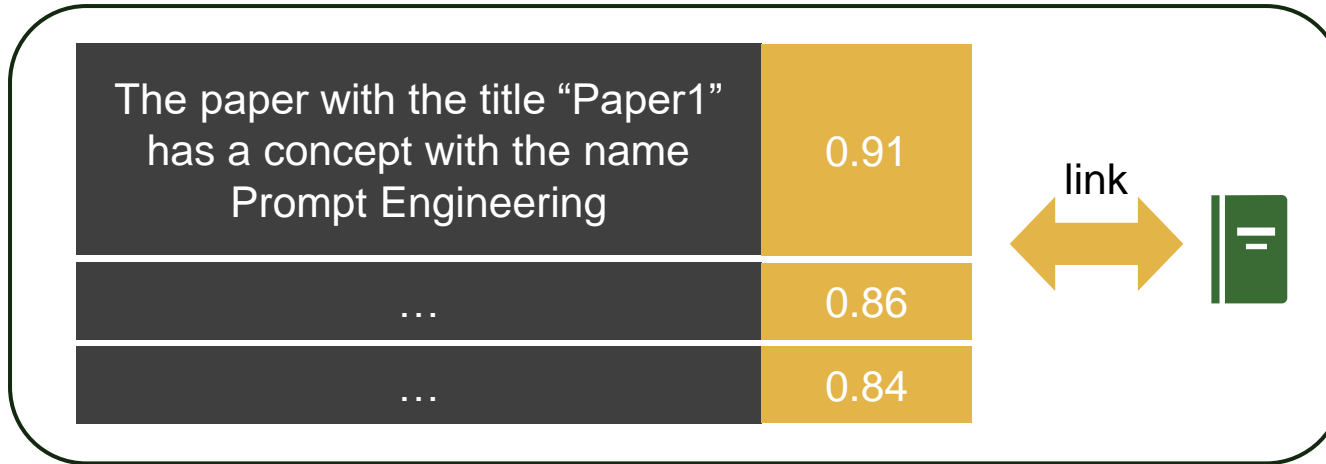 The paper with the title “Paper1”
has a concept with the name
Prompt Engineering
0.91
link
…
0.86
…
0.84